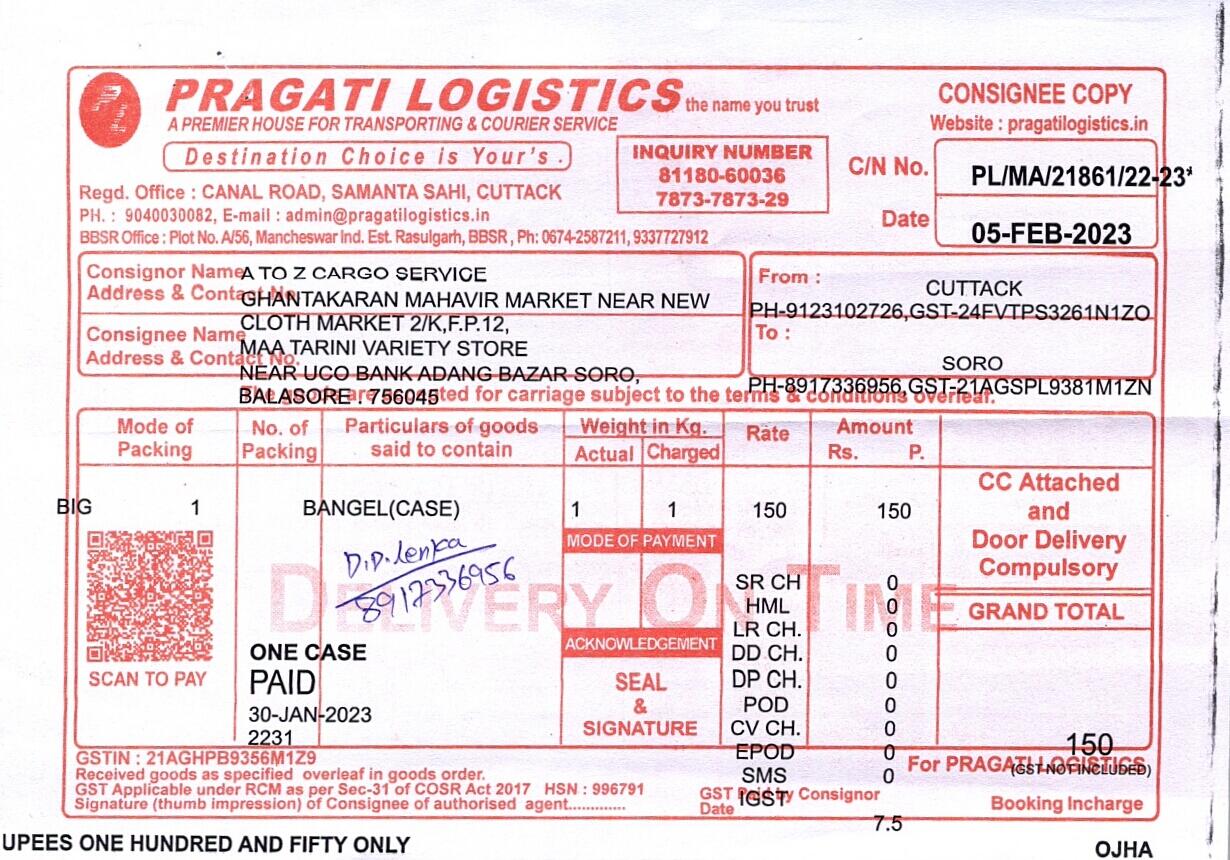 PRAGATI LOGISTICS the name you trust
A PREMIER HOUSE FOR TRANSPORTING & COURIER SERVICE
Destination Choice is Your's .
Regd. Office : CANAL ROAD, SAMANTA SAHI, CUTTACK
PH. : 9040030082, E-mail : admin@pragatilogistics.in
BBSR Office : Plot No. A/56, Mancheswar Ind. Est. Rasulgarh, BBSR , Ph: 0674-2587211, 9337727912
INQUIRY NUMBER
81180-60036
7873-7873-29
CONSIGNEE COPY
Website : pragatilogistics.in
C/N No. PL/MA/21861/22-23*
Date 05-FEB-2023
Consignor Name A TO Z CARGO SERVICE
Address & Contact No. GHANTAKARAN MAHAVIR MARKET NEAR NEW
CLOTH MARKET 2/K,F.P.12,
Consignee Name
Address & Contact No. MAA TARINI VARIETY STORE
NEAR UCO BANK ADANG BAZAR SORO,
BALASORE : 756045
From :
CUTTACK
PH-9123102726,GST-24FVTPS3261N1ZO
To :
SORO
PH-8917336956,GST-21AGSPL9381M1ZN
The goods are accepted for carriage subject to the terms & conditions overleaf.
Mode of Packing
No. of Packing
Particulars of goods said to contain
Weight in Kg.
Actual Charged
Rate
Amount
Rs. P.
BIG 1 BANGEL(CASE) 1 1 150 150
CC Attached
and
Door Delivery
Compulsory
GRAND TOTAL
MODE OF PAYMENT
D.D. Lenka
8917336956
DELIVERY ON TIME
SR CH 0
HML 0
LR CH. 0
DD CH. 0
DP CH. 0
POD 0
CV CH. 0
EPOD 0
SMS 0
IGST 7.5
ACKNOWLEDGEMENT
SEAL
&
SIGNATURE
SCAN TO PAY
ONE CASE
PAID
30-JAN-2023
2231
150
(GST NOT INCLUDED)
GSTIN : 21AGHPB9356M1Z9
Received goods as specified overleaf in goods order.
GST Applicable under RCM as per Sec-31 of COSR Act 2017 HSN : 996791
Signature (thumb impression) of Consignee of authorised agent.............
GST Paid by Consignor
Date
For PRAGATI LOGISTICS
Booking Incharge
UPEES ONE HUNDRED AND FIFTY ONLY
OJHA